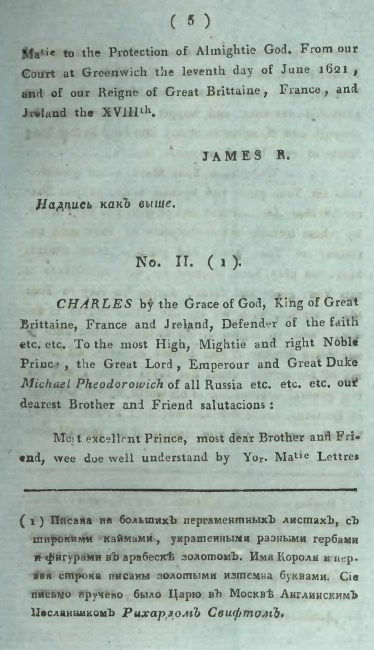 ( 5 )
Matie to the Protection of Almightie God. From our
Court at Greenwich the leventh day of June 1621,
and of our Reigne of Great Brittaine, France, and
Jreland the XVIIIth.
JAMES R.
Надпись какъ выше.
No. II. (1).
CHARLES by the Grace of God, King of Great
Brittaine, France and Jreland, Defender of the faith
etc. etc. To the most High, Mightie and right Noble
Prince, the Great Lord, Emperour and Great Duke
Michael Pheodorowich of all Russia etc. etc. etc. our
dearest Brother and Friend salutacions:
Most excellent Prince, most dear Brother and Fri-
end, wee doe well understand by Yor. Matie Lettres
(1) Писана на большихъ пергаментныхъ листахъ, съ
широкими каймами, украшенными разными гербами
и фигурами въ арабескѣ золотомъ. Имя Короля и пер-
вая строка писаны золотыми изтемна буквами. Сіе
письмо вручено было Царю въ Москвѣ Англинскимъ
Посланникомъ Рихардомъ Свифтомъ.